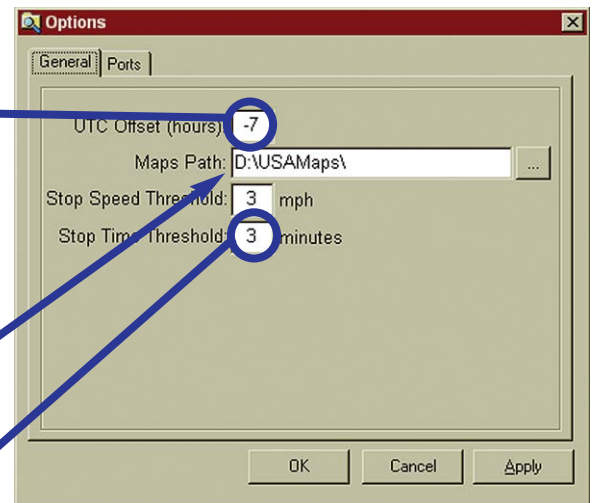 Options
General Ports
UTC Offset (hours): -7
Maps Path: D:\USAMaps\ ...
Stop Speed Threshold: 3 mph
Stop Time Threshold: 3 minutes
OK Cancel Apply